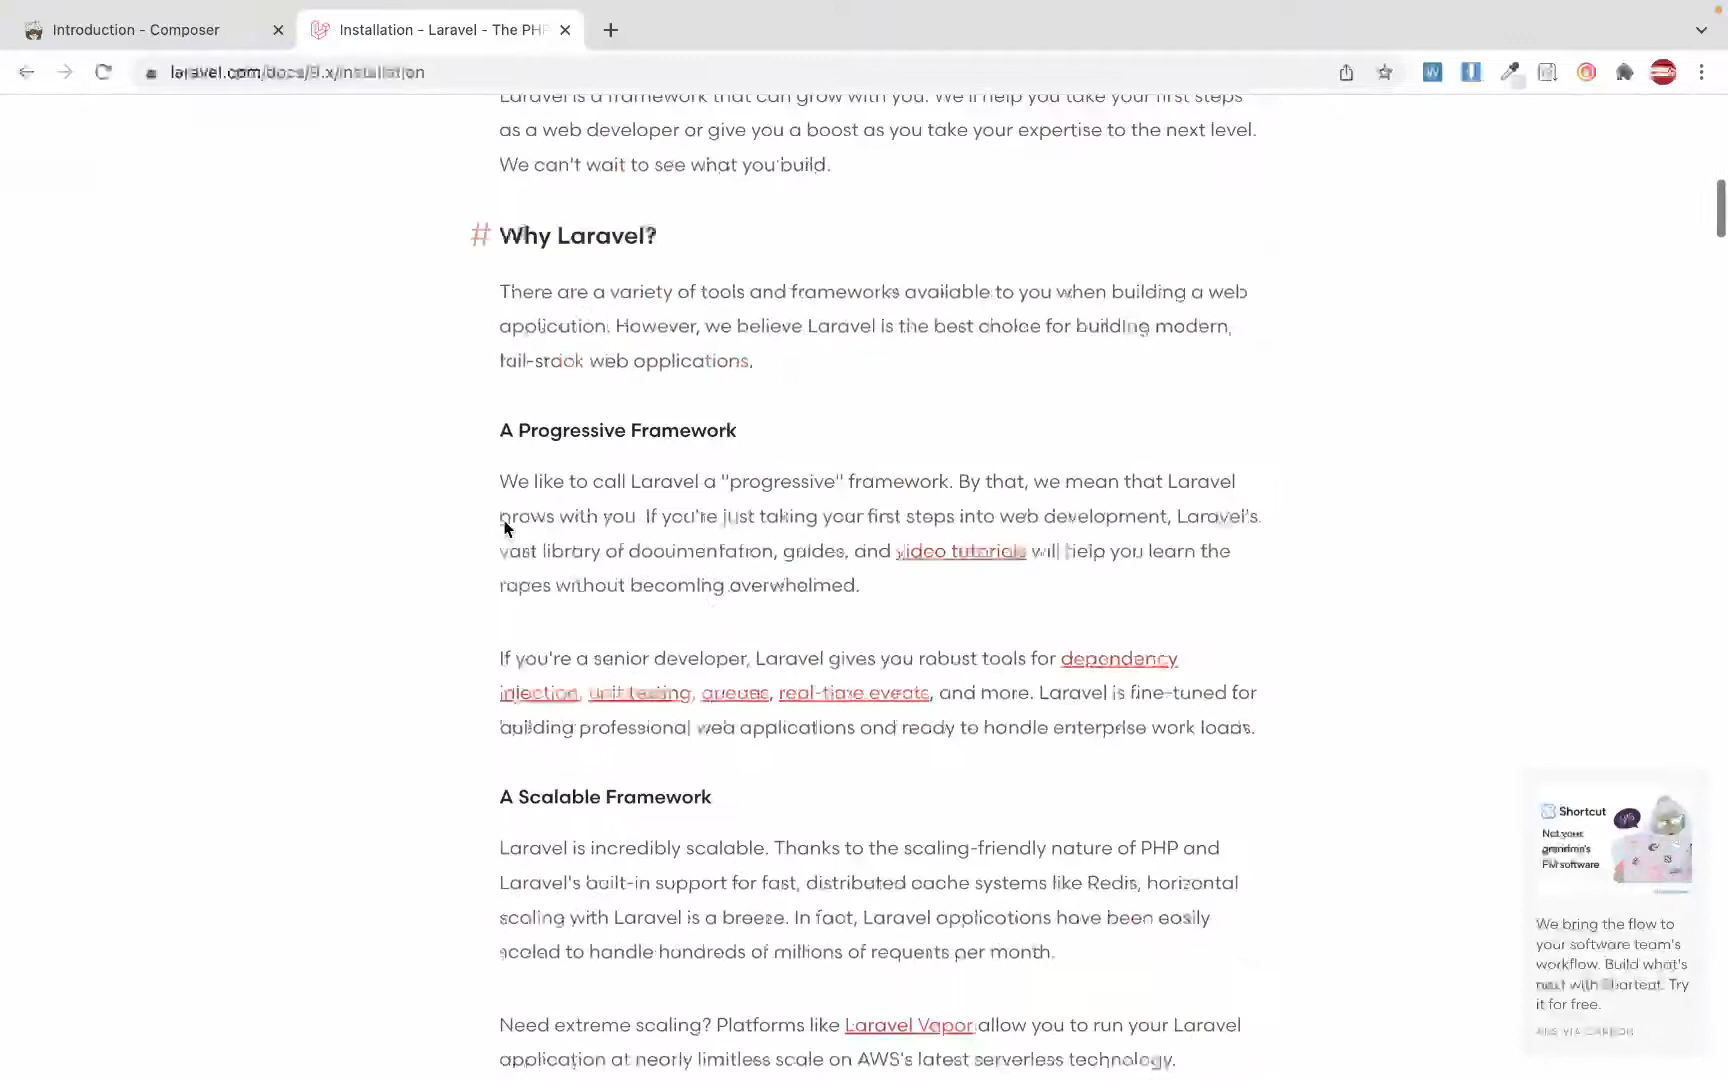 Introduction - Composer
Installation - Laravel - The PHP
laravel.com/docs/9.x/installation
Laravel is a framework that can grow with you. We'll help you take your first steps
as a web developer or give you a boost as you take your expertise to the next level.
We can't wait to see what you build.
# Why Laravel?
There are a variety of tools and frameworks available to you when building a web
application. However, we believe Laravel is the best choice for building modern,
full-stack web applications.
A Progressive Framework
We like to call Laravel a "progressive" framework. By that, we mean that Laravel
grows with you. If you're just taking your first steps into web development, Laravel's
vast library of documentation, guides, and video tutorials will help you learn the
ropes without becoming overwhelmed.
If you're a senior developer, Laravel gives you robust tools for dependency
injection, unit testing, queues, real-time events, and more. Laravel is fine-tuned for
building professional web applications and ready to handle enterprise work loads.
A Scalable Framework
Laravel is incredibly scalable. Thanks to the scaling-friendly nature of PHP and
Laravel's built-in support for fast, distributed cache systems like Redis, horizontal
scaling with Laravel is a breeze. In fact, Laravel applications have been easily
scaled to handle hundreds of millions of requests per month.
Need extreme scaling? Platforms like Laravel Vapor allow you to run your Laravel
application at nearly limitless scale on AWS's latest serverless technology.
Shortcut
Not your
grandma's
PM software
We bring the flow to
your software team's
workflow. Build what's
next with Shortcut. Try
it for free.
ADS VIA CARBON